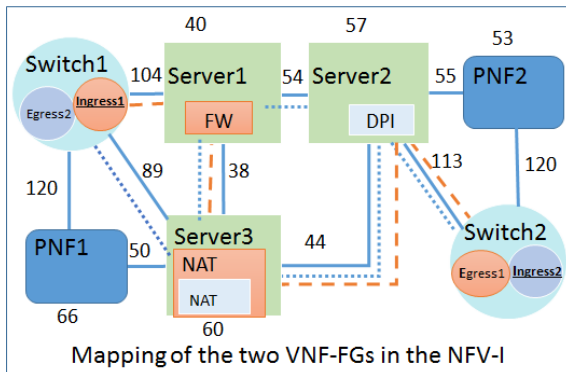 40
57
53
Switch1
104
Server1
54
Server2
55
PNF2
Ingress1
Egress2
FW
DPI
120
89
38
113
120
PNF1
50
Server3
44
Switch2
NAT
Egress1
Ingress2
NAT
66
60
Mapping of the two VNF-FGs in the NFV-I